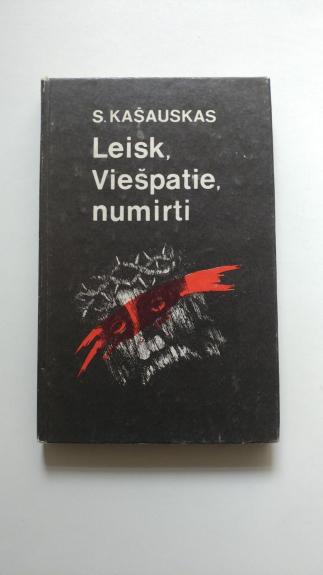 S. KAŠAUSKAS
Leisk,
Viešpatie,
numirti